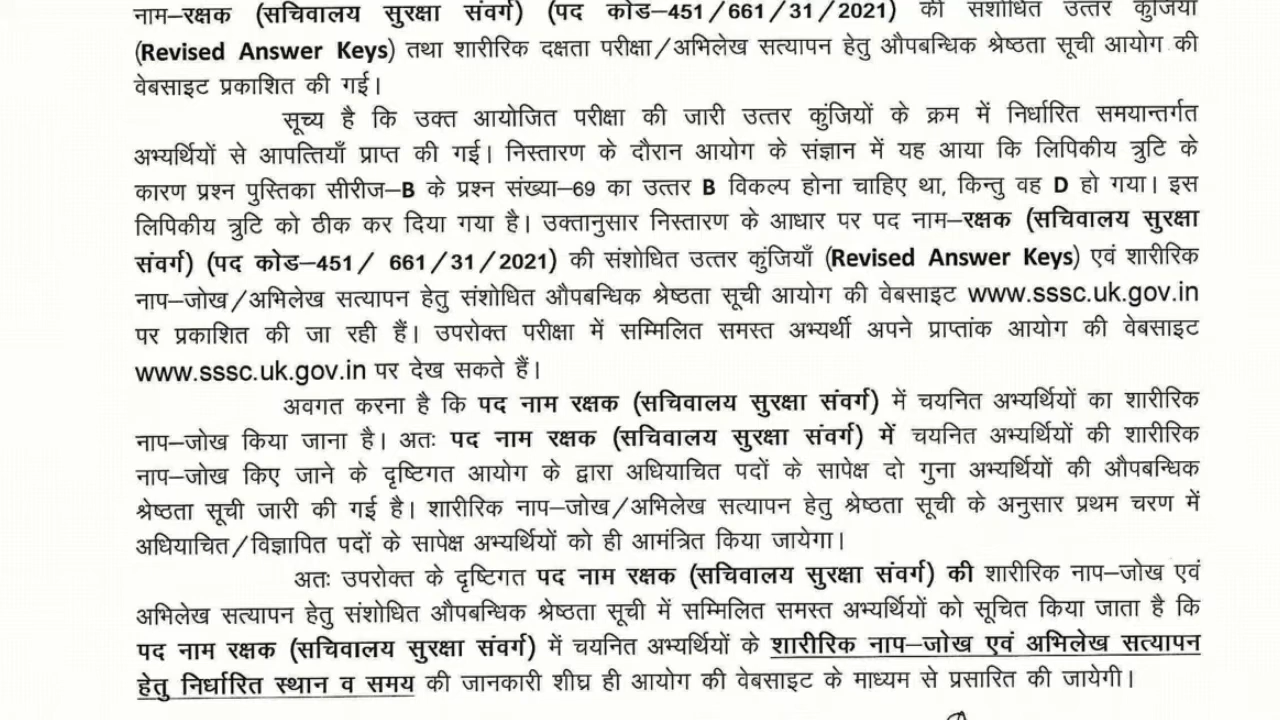 नाम–रक्षक (सचिवालय सुरक्षा संवर्ग) (पद कोड–451/661/31/2021) की संशोधित उत्तर कुंजियाँ
(Revised Answer Keys) तथा शारीरिक दक्षता परीक्षा/अभिलेख सत्यापन हेतु औपबन्धिक श्रेष्ठता सूची आयोग की
वेबसाइट प्रकाशित की गई।
सूच्य है कि उक्त आयोजित परीक्षा की जारी उत्तर कुंजियों के क्रम में निर्धारित समयान्तर्गत
अभ्यर्थियों से आपत्तियाँ प्राप्त की गई। निस्तारण के दौरान आयोग के संज्ञान में यह आया कि लिपिकीय त्रुटि के
कारण प्रश्न पुस्तिका सीरीज–B के प्रश्न संख्या–69 का उत्तर B विकल्प होना चाहिए था, किन्तु वह D हो गया। इस
लिपिकीय त्रुटि को ठीक कर दिया गया है। उक्तानुसार निस्तारण के आधार पर पद नाम–रक्षक (सचिवालय सुरक्षा
संवर्ग) (पद कोड–451/ 661/31/2021) की संशोधित उत्तर कुंजियाँ (Revised Answer Keys) एवं शारीरिक
नाप–जोख/अभिलेख सत्यापन हेतु संशोधित औपबन्धिक श्रेष्ठता सूची आयोग की वेबसाइट www.sssc.uk.gov.in
पर प्रकाशित की जा रही हैं। उपरोक्त परीक्षा में सम्मिलित समस्त अभ्यर्थी अपने प्राप्तांक आयोग की वेबसाइट
www.sssc.uk.gov.in पर देख सकते हैं।
अवगत करना है कि पद नाम रक्षक (सचिवालय सुरक्षा संवर्ग) में चयनित अभ्यर्थियों का शारीरिक
नाप–जोख किया जाना है। अतः पद नाम रक्षक (सचिवालय सुरक्षा संवर्ग) में चयनित अभ्यर्थियों की शारीरिक
नाप–जोख किए जाने के दृष्टिगत आयोग के द्वारा अधियाचित पदों के सापेक्ष दो गुना अभ्यर्थियों की औपबन्धिक
श्रेष्ठता सूची जारी की गई है। शारीरिक नाप–जोख/अभिलेख सत्यापन हेतु श्रेष्ठता सूची के अनुसार प्रथम चरण में
अधियाचित/विज्ञापित पदों के सापेक्ष अभ्यर्थियों को ही आमंत्रित किया जायेगा।
अतः उपरोक्त के दृष्टिगत पद नाम रक्षक (सचिवालय सुरक्षा संवर्ग) की शारीरिक नाप–जोख एवं
अभिलेख सत्यापन हेतु संशोधित औपबन्धिक श्रेष्ठता सूची में सम्मिलित समस्त अभ्यर्थियों को सूचित किया जाता है कि
पद नाम रक्षक (सचिवालय सुरक्षा संवर्ग) में चयनित अभ्यर्थियों के शारीरिक नाप–जोख एवं अभिलेख सत्यापन
हेतु निर्धारित स्थान व समय की जानकारी शीघ्र ही आयोग की वेबसाइट के माध्यम से प्रसारित की जायेगी।